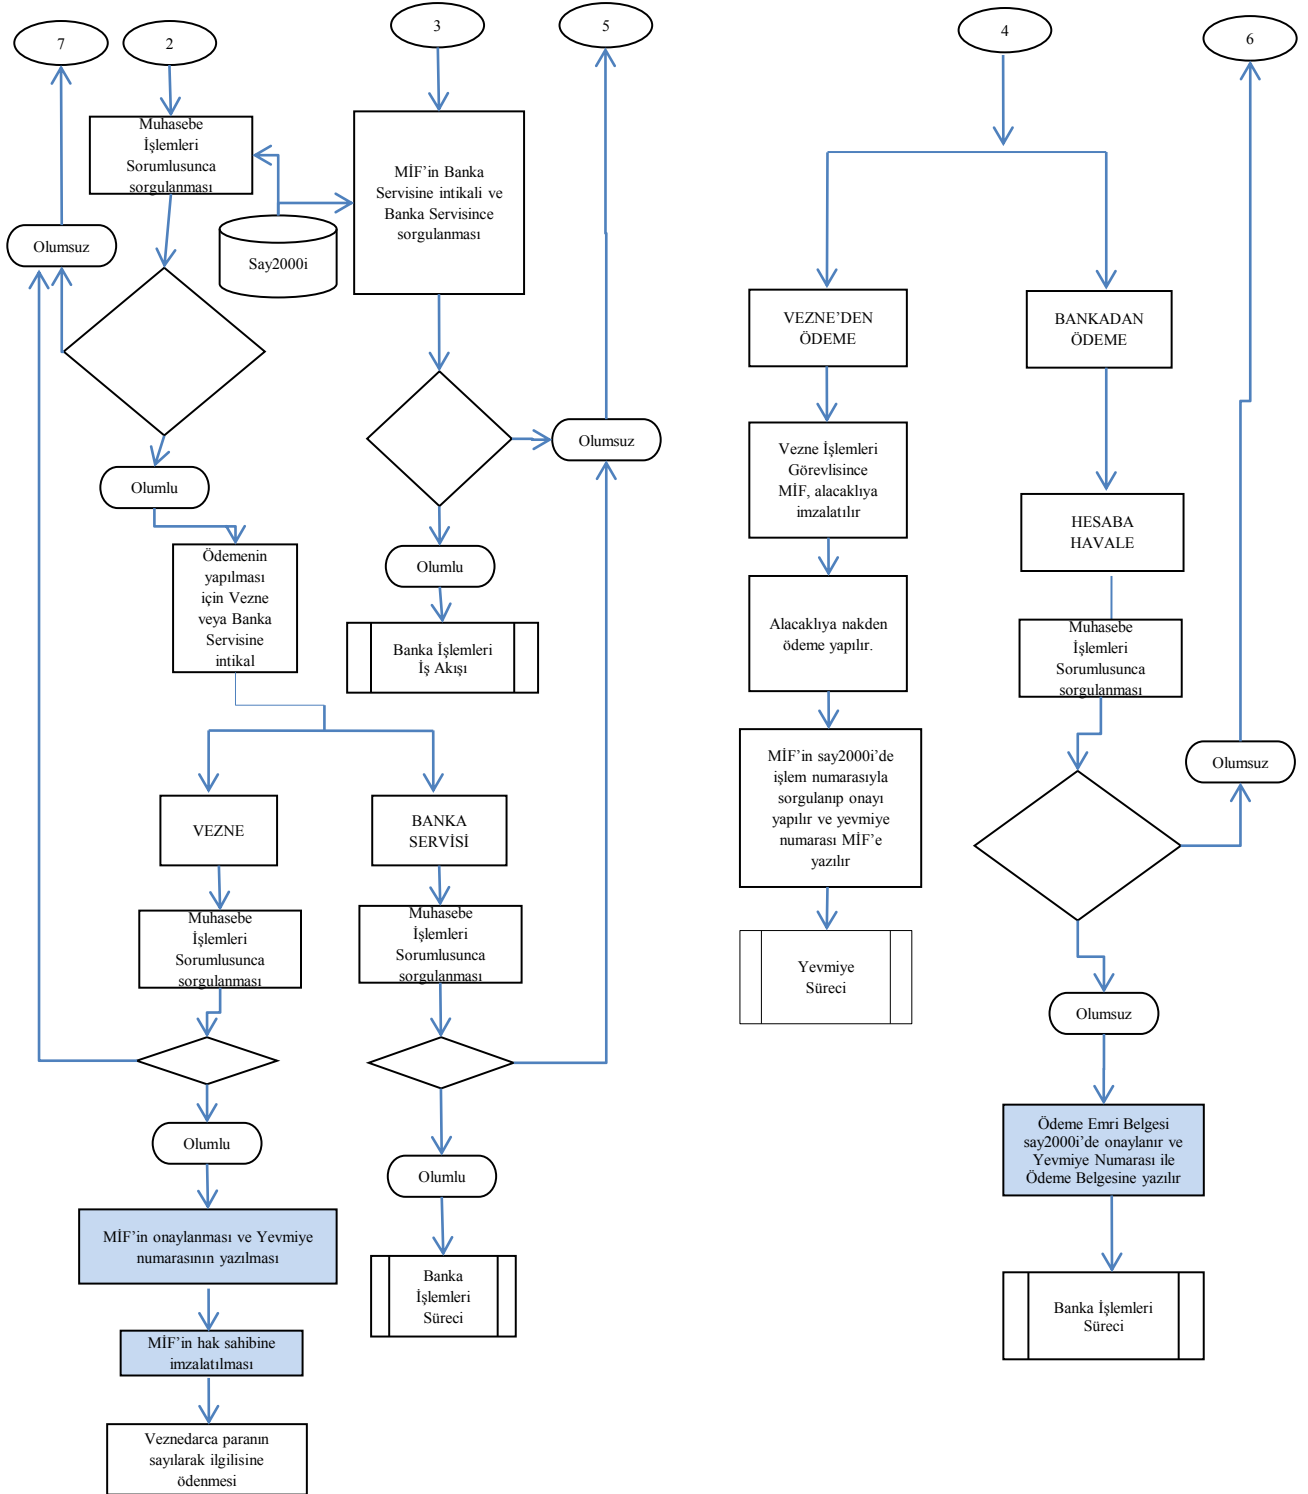 7
2
3
5
4
6
Muhasebe
İşlemleri
Sorumlusunca
sorgulanması
MİF’in Banka
Servisine intikali ve
Banka Servisince
sorgulanması
Olumsuz
Say2000i
VEZNE’DEN
ÖDEME
BANKADAN
ÖDEME
Olumsuz
Vezne İşlemleri
Görevlisince
MİF, alacaklıya
imzalatılır
Olumlu
HESABA
HAVALE
Ödemenin
yapılması
için Vezne
veya Banka
Servisine
intikal
Olumlu
Banka İşlemleri
İş Akışı
Alacaklıya nakden
ödeme yapılır.
Muhasebe
İşlemleri
Sorumlusunca
sorgulanması
MİF’in say2000i’de
işlem numarasıyla
sorgulanıp onayı
yapılır ve yevmiye
numarası MİF’e
yazılır
Olumsuz
VEZNE
BANKA
SERVİSİ
Muhasebe
İşlemleri
Sorumlusunca
sorgulanması
Muhasebe
İşlemleri
Sorumlusunca
sorgulanması
Yevmiye
Süreci
Olumsuz
Olumlu
Olumlu
Ödeme Emri Belgesi
say2000i’de onaylanır ve
Yevmiye Numarası ile
Ödeme Belgesine yazılır
MİF’in onaylanması ve Yevmiye
numarasının yazılması
Banka
İşlemleri
Süreci
Banka İşlemleri
Süreci
MİF’in hak sahibine
imzalatılması
Veznedarca paranın
sayılarak ilgilisine
ödenmesi